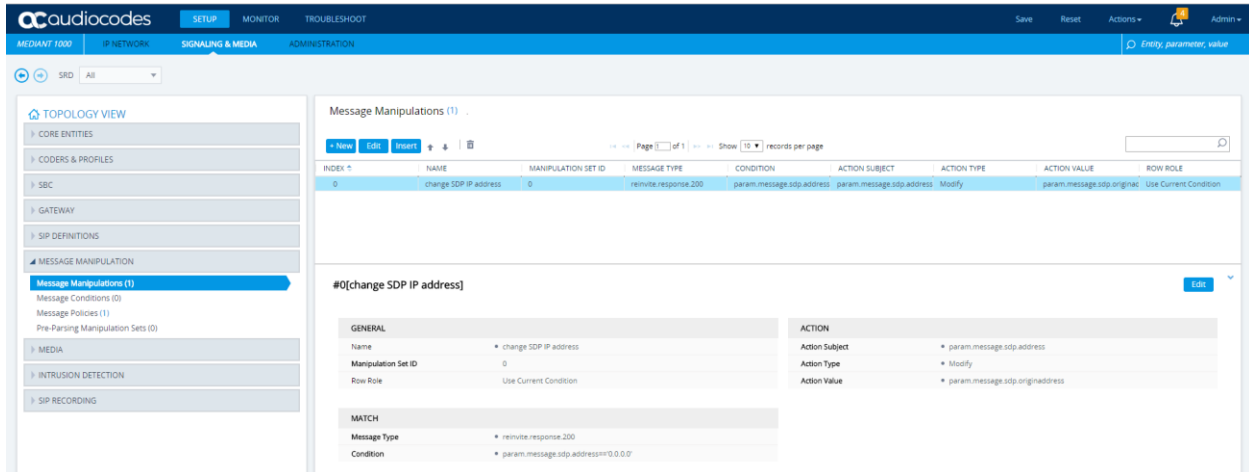 audiocodes SETUP MONITOR TROUBLESHOOT Save Reset Actions 4 Admin
MEDIANT 1000 IP NETWORK SIGNALING & MEDIA ADMINISTRATION Entity, parameter, value
SRD All
TOPOLOGY VIEW
CORE ENTITIES
CODERS & PROFILES
SBC
GATEWAY
SIP DEFINITIONS
MESSAGE MANIPULATION
Message Manipulations (1)
Message Conditions (0)
Message Policies (1)
Pre-Parsing Manipulation Sets (0)
MEDIA
INTRUSION DETECTION
SIP RECORDING
Message Manipulations (1)
+ New Edit Insert Page 1 of 1 Show 10 records per page
INDEX NAME MANIPULATION SET ID MESSAGE TYPE CONDITION ACTION SUBJECT ACTION TYPE ACTION VALUE ROW ROLE
0 change SDP IP address 0 reinvite.response.200 param.message.sdp.address param.message.sdp.address Modify param.message.sdp.originac Use Current Condition
#0[change SDP IP address] Edit
GENERAL
Name change SDP IP address
Manipulation Set ID 0
Row Role Use Current Condition
ACTION
Action Subject param.message.sdp.address
Action Type Modify
Action Value param.message.sdp.originaddress
MATCH
Message Type reinvite.response.200
Condition param.message.sdp.address=='0.0.0.0'